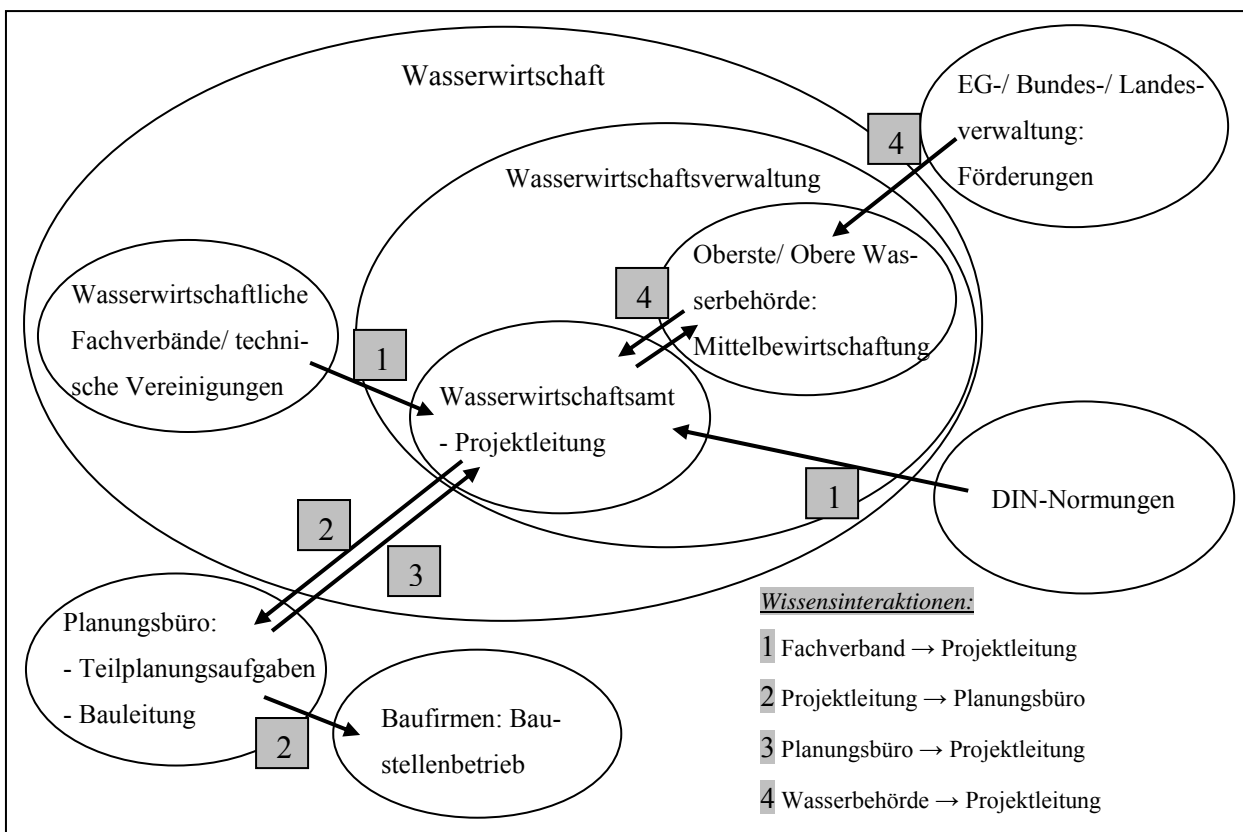 Wasserwirtschaft
EG-/ Bundes-/ Landes-
verwaltung:
Förderungen
4
Wasserwirtschaftsverwaltung
Oberste/ Obere Was-
serbehörde:
Mittelbewirtschaftung
4
Wasserwirtschaftliche
Fachverbände/ techni-
sche Vereinigungen
1
Wasserwirtschaftsamt
- Projektleitung
DIN-Normungen
1
2
3
Planungsbüro:
- Teilplanungsaufgaben
- Bauleitung
2
Baufirmen: Bau-
stellenbetrieb
Wissensinteraktionen:
1 Fachverband → Projektleitung
2 Projektleitung → Planungsbüro
3 Planungsbüro → Projektleitung
4 Wasserbehörde → Projektleitung